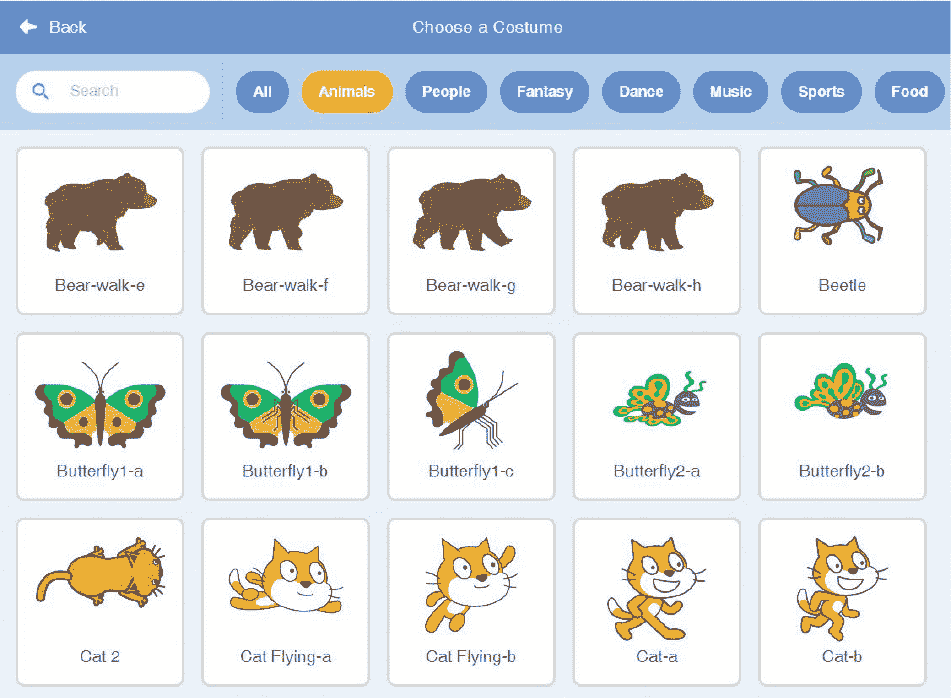 Back
Choose a Costume
Search
All
Animals
People
Fantasy
Dance
Music
Sports
Food
Bear-walk-e
Bear-walk-f
Bear-walk-g
Bear-walk-h
Beetle
Butterfly1-a
Butterfly1-b
Butterfly1-c
Butterfly2-a
Butterfly2-b
Cat 2
Cat Flying-a
Cat Flying-b
Cat-a
Cat-b